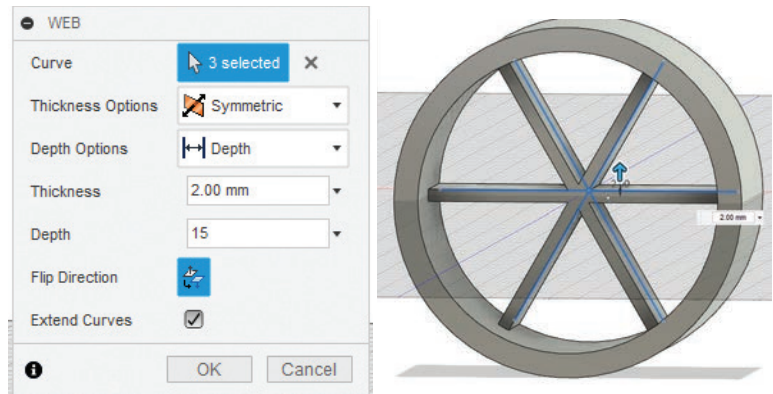 WEB
Curve 3 selected
Thickness Options Symmetric
Depth Options Depth
Thickness 2.00 mm
Depth 15
Flip Direction
Extend Curves
OK Cancel
2.00 mm